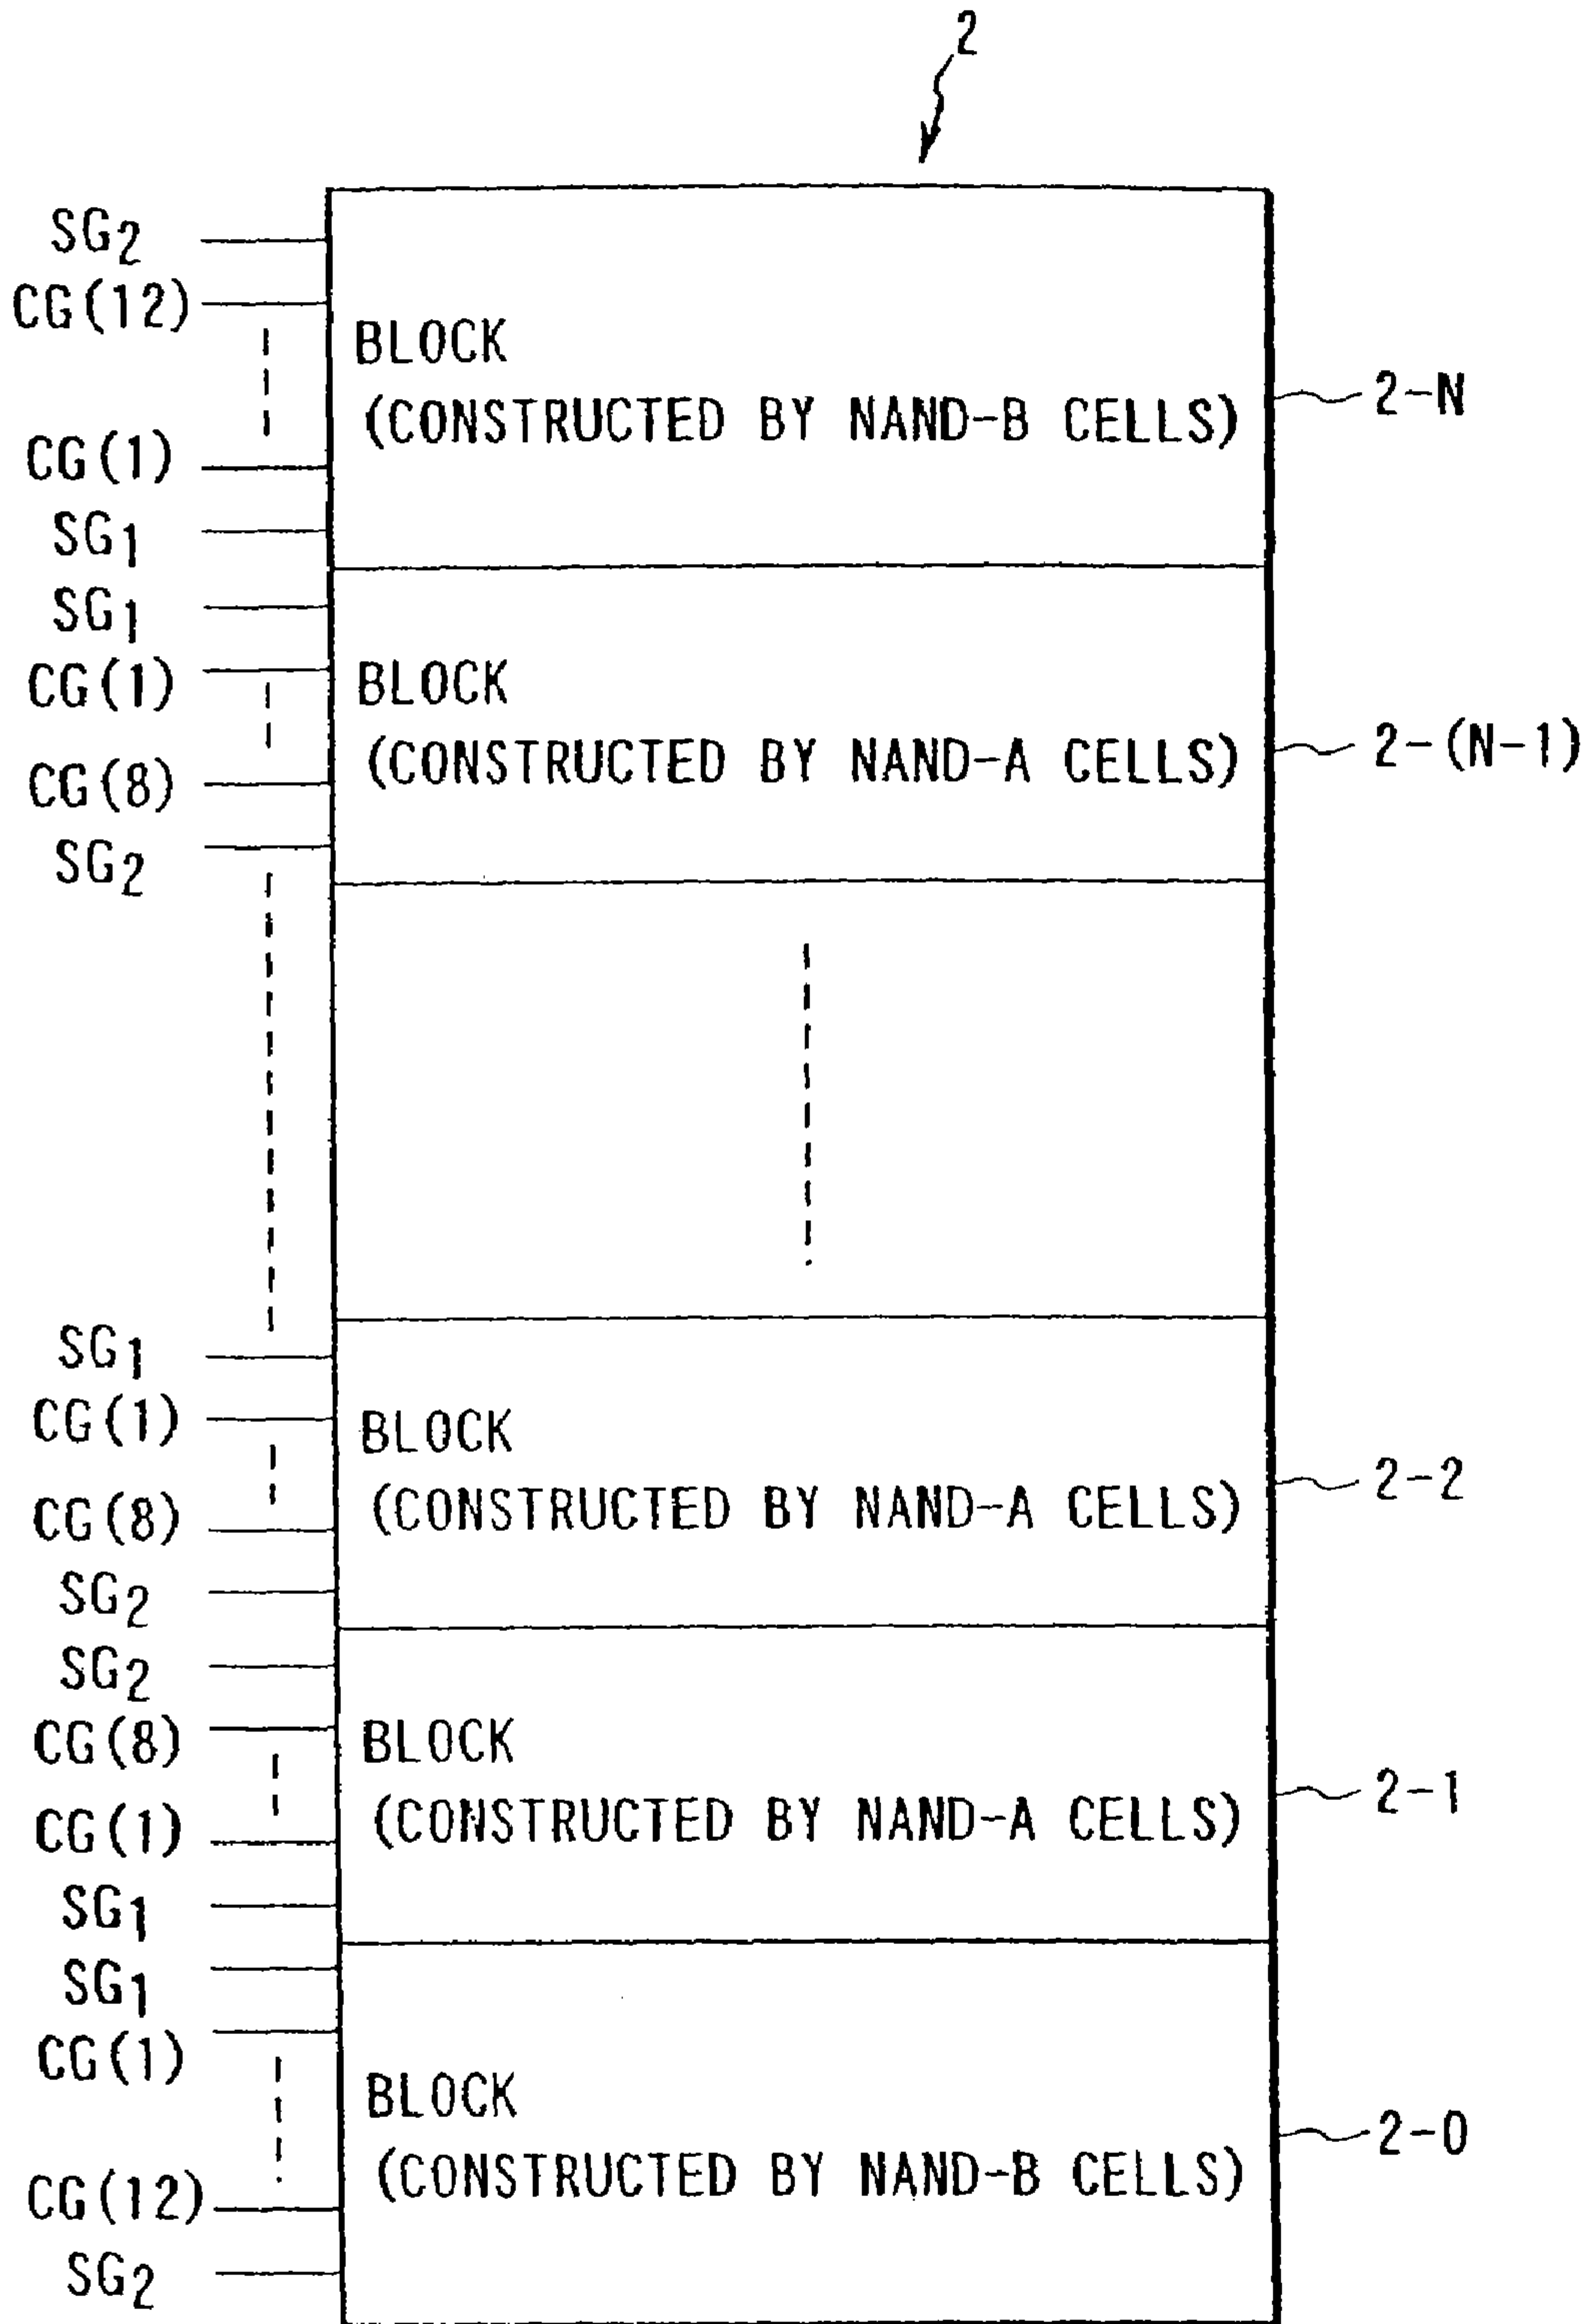 2
SG2
CG(12)
BLOCK
(CONSTRUCTED BY NAND-B CELLS)
2-N
CG(1)
SG1
SG1
CG(1)
BLOCK
(CONSTRUCTED BY NAND-A CELLS)
2-(N-1)
CG(8)
SG2
SG1
CG(1)
BLOCK
(CONSTRUCTED BY NAND-A CELLS)
2-2
CG(8)
SG2
SG2
CG(8)
BLOCK
(CONSTRUCTED BY NAND-A CELLS)
2-1
CG(1)
SG1
SG1
CG(1)
BLOCK
(CONSTRUCTED BY NAND-B CELLS)
2-0
CG(12)
SG2